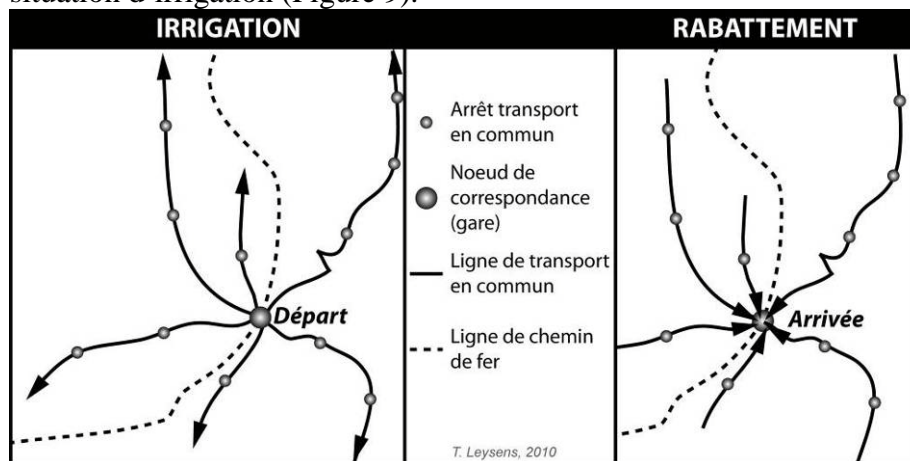 situation d'irrigation (Figure 9).
IRRIGATION
RABATTEMENT
Départ
Arrêt transport
en commun
Noeud de
correspondance
(gare)
Ligne de transport
en commun
Ligne de chemin
de fer
T. Leysens, 2010
Arrivée